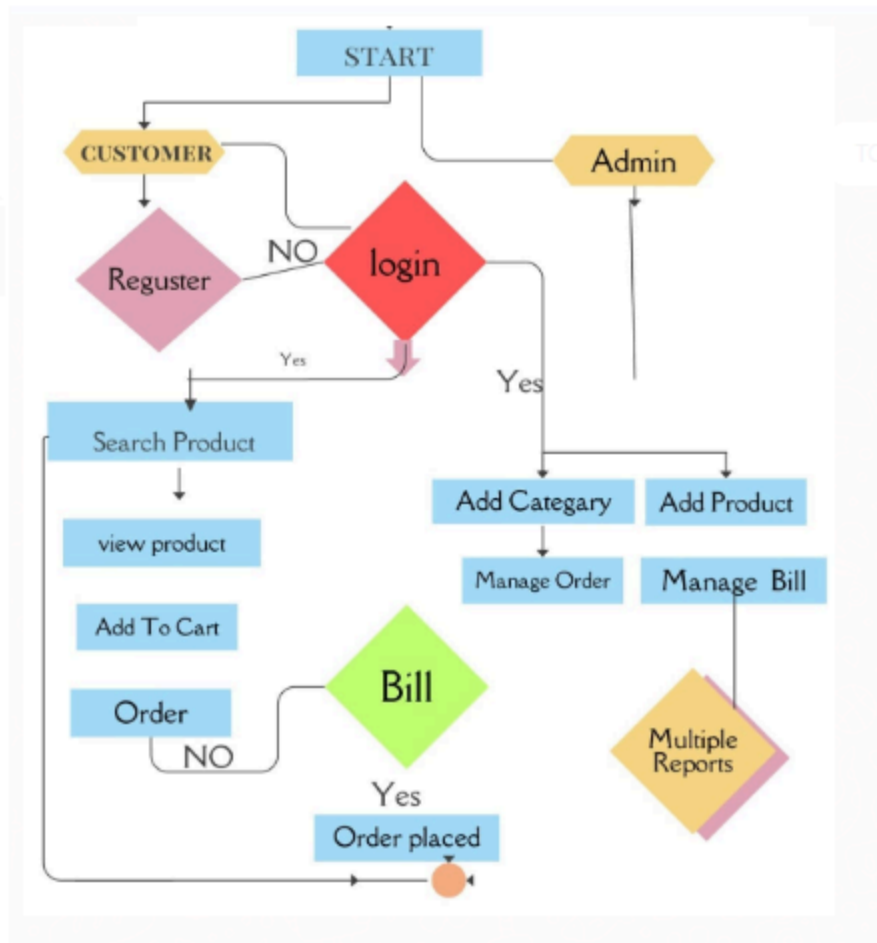 START
CUSTOMER
Admin
NO
login
Reguster
Yes
Yes
Search Product
Add Categary
Add Product
view product
Manage Order
Manage Bill
Add To Cart
Bill
Order
NO
Multiple
Reports
Yes
Order placed